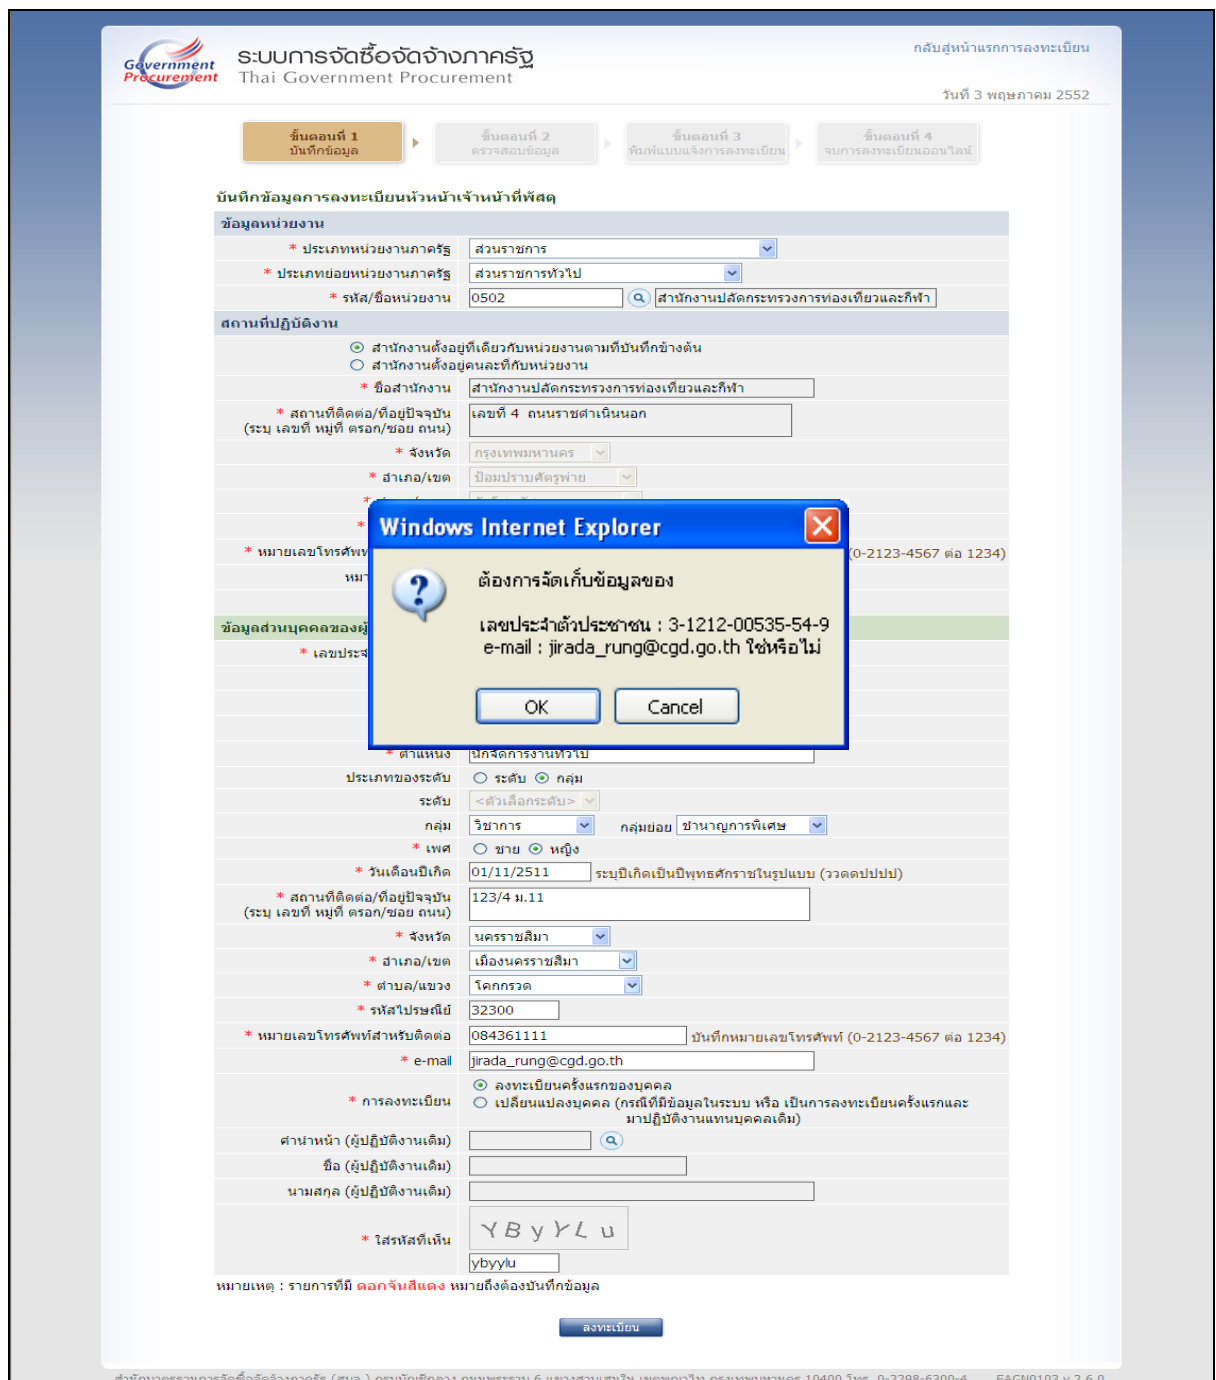 Government
Procurement
ระบบการจัดซื้อจัดจ้างภาครัฐ
Thai Government Procurement
กลับสู่หน้าแรกการลงทะเบียน
วันที่ 3 พฤษภาคม 2552
ขั้นตอนที่ 1
บันทึกข้อมูล
ขั้นตอนที่ 2
ตรวจสอบข้อมูล
ขั้นตอนที่ 3
พิมพ์แบบแจ้งการลงทะเบียน
ขั้นตอนที่ 4
จบการลงทะเบียนออนไลน์
บันทึกข้อมูลการลงทะเบียนหัวหน้าเจ้าหน้าที่พัสดุ
ข้อมูลหน่วยงาน
* ประเภทหน่วยงานภาครัฐ ส่วนราชการ
* ประเภทย่อยหน่วยงานภาครัฐ ส่วนราชการทั่วไป
* รหัส/ชื่อหน่วยงาน 0502 สำนักงานปลัดกระทรวงการท่องเที่ยวและกีฬา
สถานที่ปฏิบัติงาน
สำนักงานตั้งอยู่ที่เดียวกับหน่วยงานตามที่บันทึกข้างต้น
สำนักงานตั้งอยู่คนละที่กับหน่วยงาน
* ชื่อสำนักงาน สำนักงานปลัดกระทรวงการท่องเที่ยวและกีฬา
* สถานที่ติดต่อ/ที่อยู่ปัจจุบัน เลขที่ 4 ถนนราชดำเนินนอก
(ระบุ เลขที่ หมู่ที่ ตรอก/ซอย ถนน)
* จังหวัด กรุงเทพมหานคร
* อำเภอ/เขต ป้อมปราบศัตรูพ่าย
Windows Internet Explorer
* หมายเลขโทรศัพท์ (0-2123-4567 ต่อ 1234)
หมา
ต้องการจัดเก็บข้อมูลของ
เลขประจำตัวประชาชน : 3-1212-00535-54-9
e-mail : jirada_rung@cgd.go.th ใช่หรือไม่
OK Cancel
ข้อมูลส่วนบุคคลของผู้
* เลขประจำ
* ตำแหน่ง นักจัดการงานทั่วไป
ประเภทของระดับ ระดับ กลุ่ม
ระดับ <ตัวเลือกระดับ>
กลุ่ม วิชาการ กลุ่มย่อย ชำนาญการพิเศษ
* เพศ ชาย หญิง
* วันเดือนปีเกิด 01/11/2511 ระบุปีเกิดเป็นปีพุทธศักราชในรูปแบบ (ววดดปปปป)
* สถานที่ติดต่อ/ที่อยู่ปัจจุบัน 123/4 ม.11
(ระบุ เลขที่ หมู่ที่ ตรอก/ซอย ถนน)
* จังหวัด นครราชสีมา
* อำเภอ/เขต เมืองนครราชสีมา
* ตำบล/แขวง โคกกรวด
* รหัสไปรษณีย์ 32300
* หมายเลขโทรศัพท์สำหรับติดต่อ 084361111 บันทึกหมายเลขโทรศัพท์ (0-2123-4567 ต่อ 1234)
* e-mail jirada_rung@cgd.go.th
* การลงทะเบียน ลงทะเบียนครั้งแรกของบุคคล
เปลี่ยนแปลงบุคคล (กรณีที่มีข้อมูลในระบบ หรือ เป็นการลงทะเบียนครั้งแรกและ
มาปฏิบัติงานแทนบุคคลเดิม)
คำนำหน้า (ผู้ปฏิบัติงานเดิม)
ชื่อ (ผู้ปฏิบัติงานเดิม)
นามสกุล (ผู้ปฏิบัติงานเดิม)
* ใส่รหัสที่เห็น YByYLu
ybyylu
หมายเหตุ : รายการที่มี ดอกจันสีแดง หมายถึงต้องบันทึกข้อมูล
ลงทะเบียน